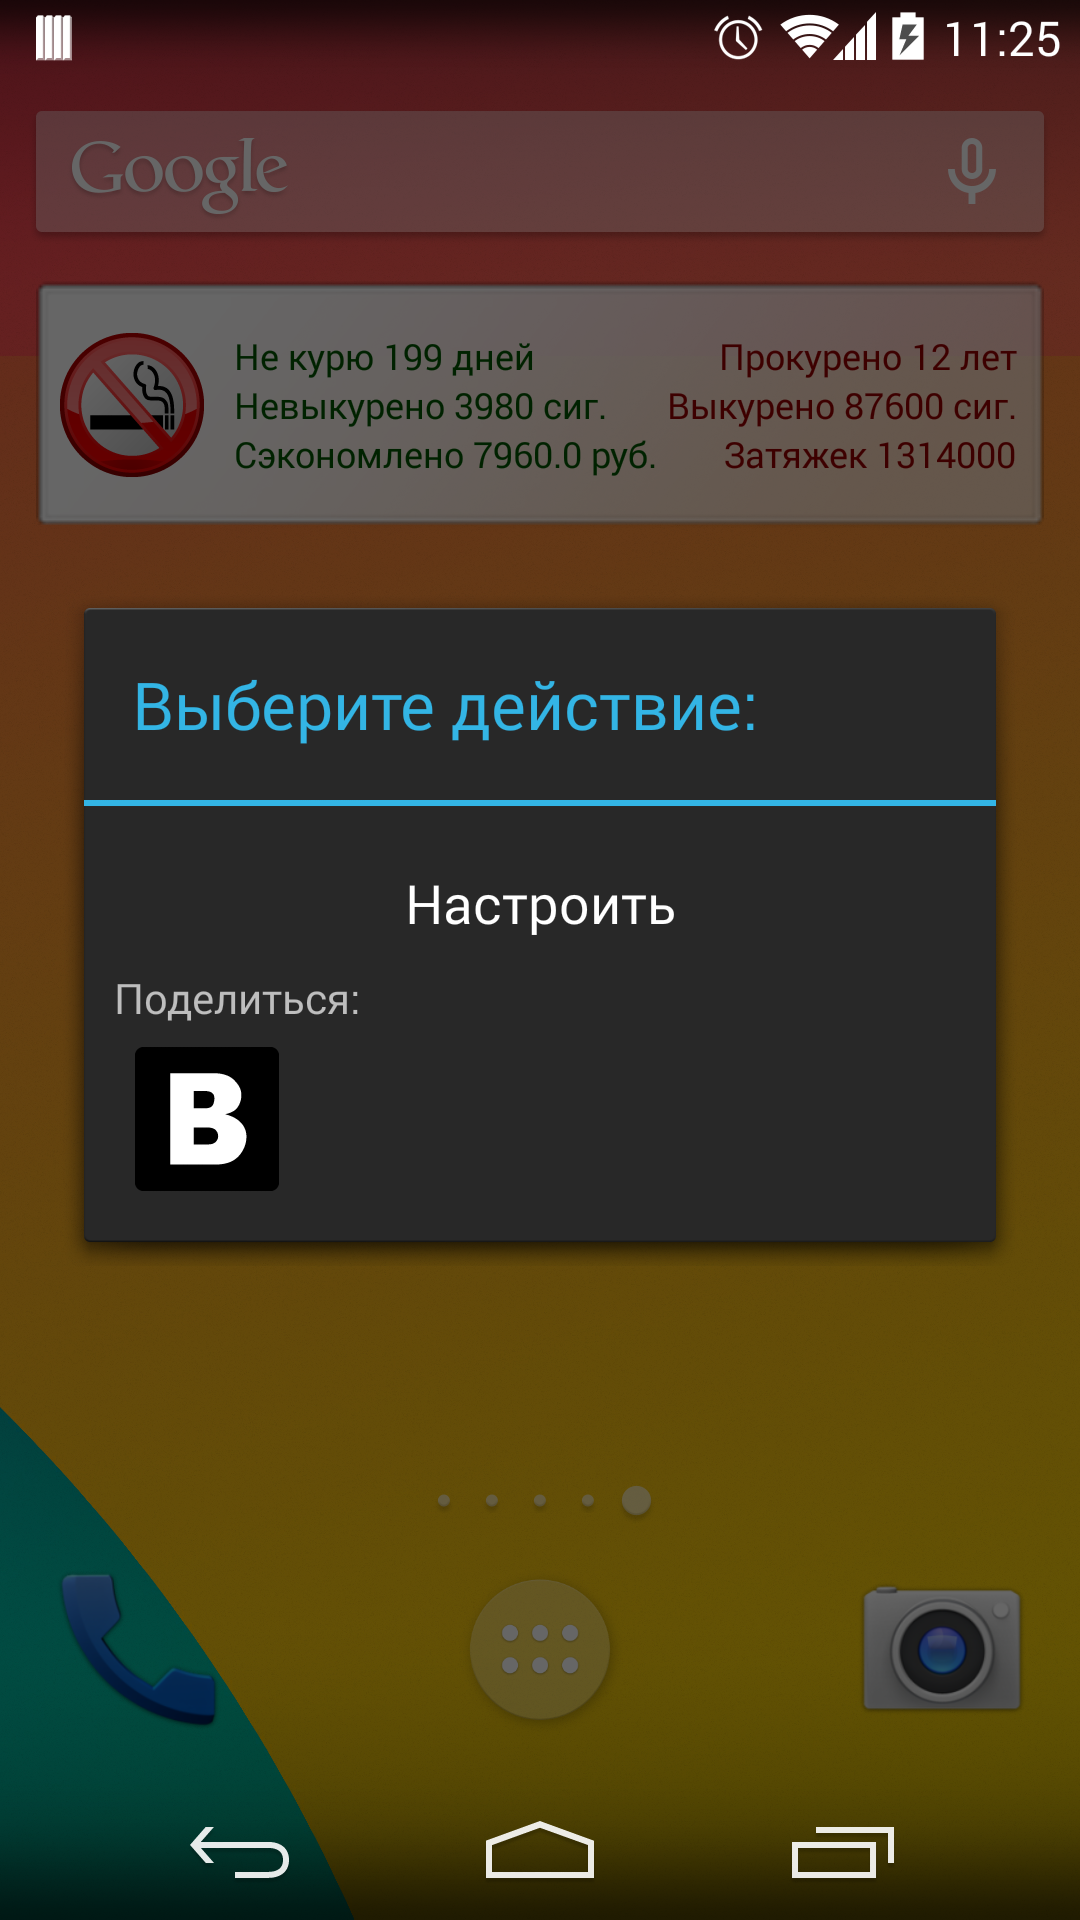 11:25
Google
Не курю 199 дней
Прокурено 12 лет
Невыкурено 3980 сиг.
Выкурено 87600 сиг.
Сэкономлено 7960.0 руб.
Затяжек 1314000
Выберите действие:
Настроить
Поделиться:
B